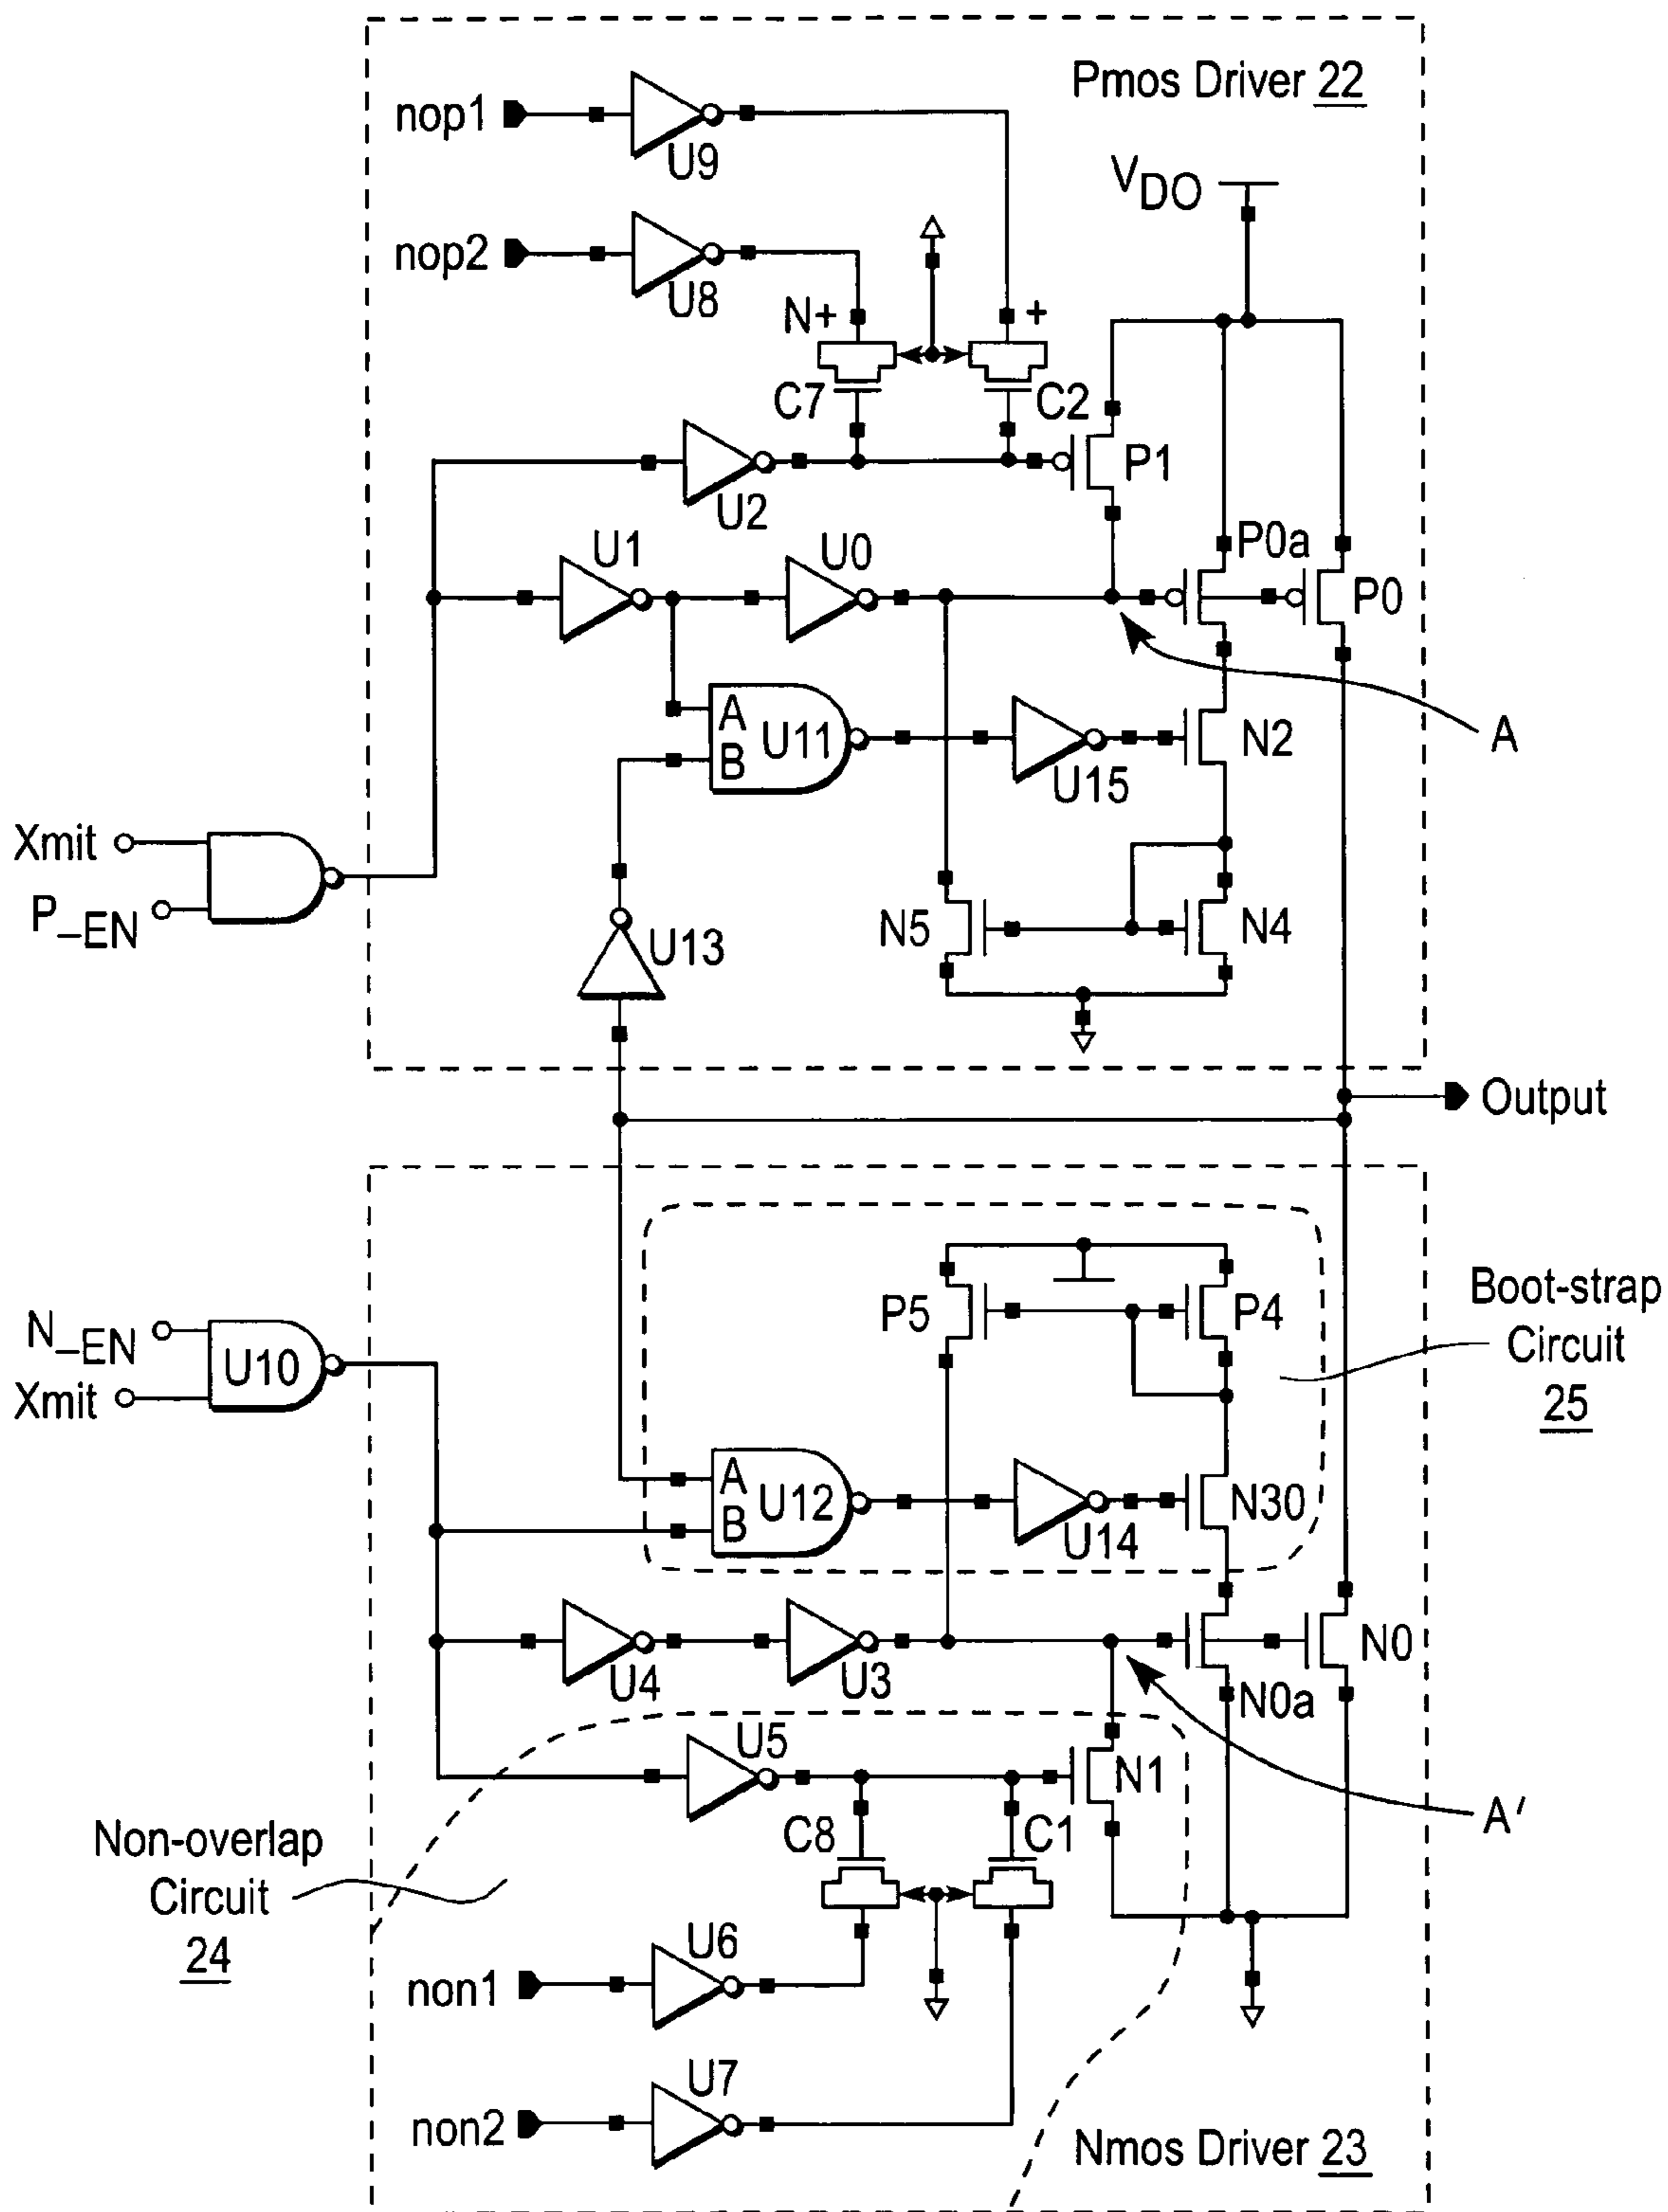 Pmos Driver 22
nop1
U9
VDO
nop2
U8
N+
+
C7
C2
P1
U2
U1
U0
P0a
P0
A
B
U11
U15
N2
A
Xmit
P_EN
U13
N5
N4
Output
N_EN
U10
Xmit
P5
P4
Boot-strap
Circuit
25
A
B
U12
U14
N30
U4
U3
N0
N0a
U5
N1
A'
C8
C1
Non-overlap
Circuit
24
non1
U6
non2
U7
Nmos Driver 23